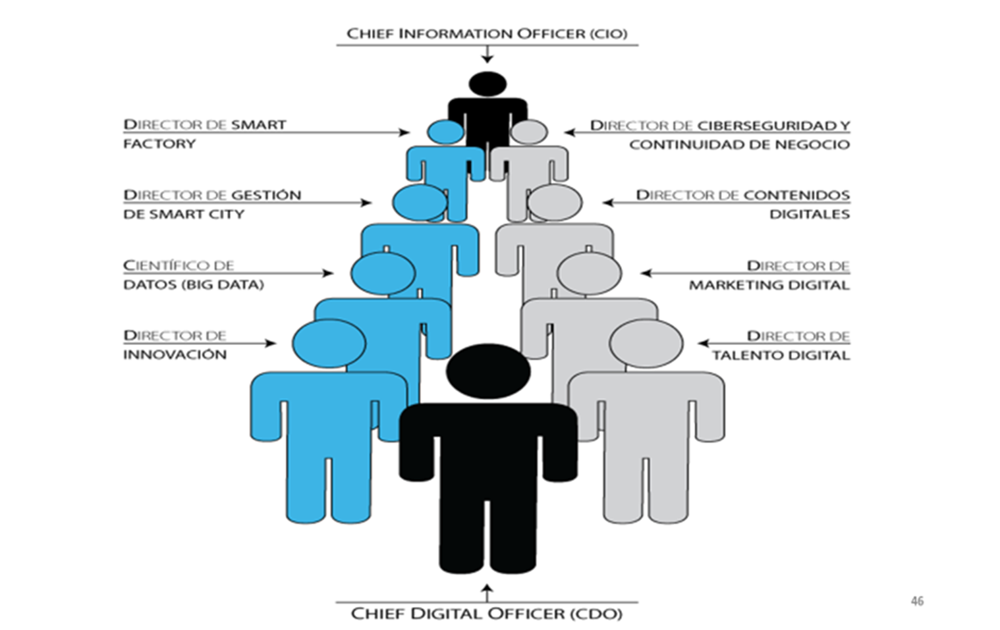 CHIEF INFORMATION OFFICER (CIO)
DIRECTOR DE SMART
FACTORY
DIRECTOR DE CIBERSEGURIDAD Y
CONTINUIDAD DE NEGOCIO
DIRECTOR DE GESTIÓN
DE SMART CITY
DIRECTOR DE CONTENIDOS
DIGITALES
CIENTÍFICO DE
DATOS (BIG DATA)
DIRECTOR DE
MARKETING DIGITAL
DIRECTOR DE
INNOVACIÓN
DIRECTOR DE
TALENTO DIGITAL
CHIEF DIGITAL OFFICER (CDO)
46